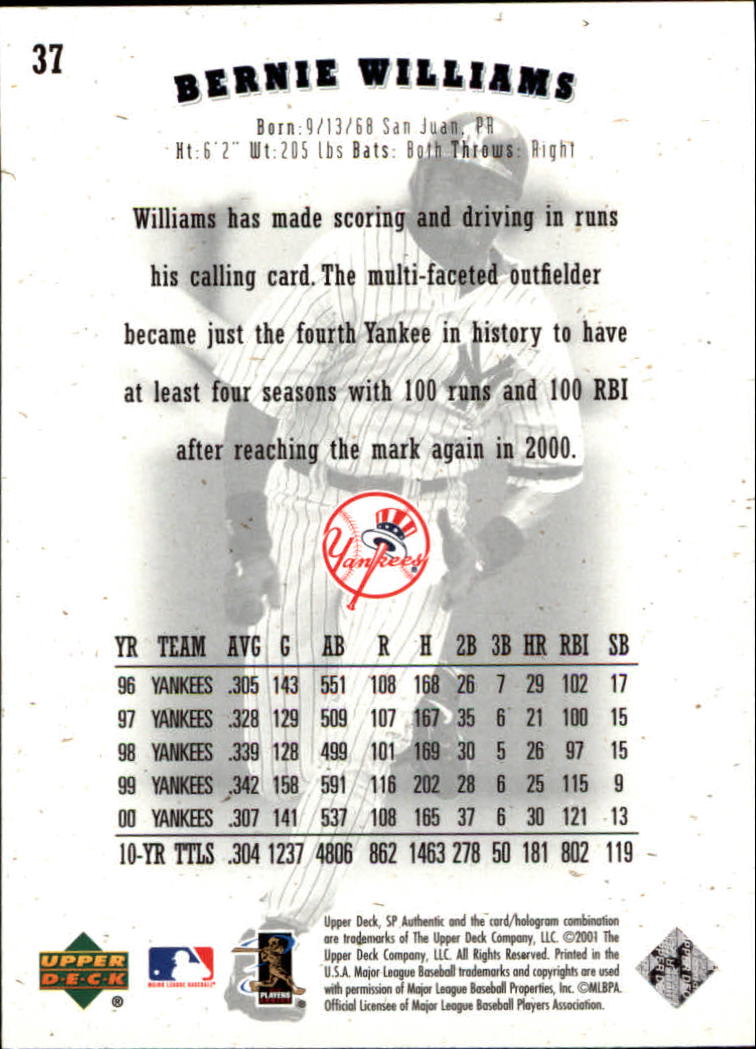 37
BERNIE WILLIAMS
Born:9/13/68 San Juan, PR
Ht:6'2" Wt:205 lbs Bats: Both Throws: Right
Williams has made scoring and driving in runs
his calling card. The multi-faceted outfielder
became just the fourth Yankee in history to have
at least four seasons with 100 runs and 100 RBI
after reaching the mark again in 2000.
Yankees
YR TEAM AVG G AB R H 2B 3B HR RBI SB
96 YANKEES .305 143 551 108 168 26 7 29 102 17
97 YANKEES .328 129 509 107 167 35 6 21 100 15
98 YANKEES .339 128 499 101 169 30 5 26 97 15
99 YANKEES .342 158 591 116 202 28 6 25 115 9
00 YANKEES .307 141 537 108 165 37 6 30 121 13
10-YR TTLS .304 1237 4806 862 1463 278 50 181 802 119
Upper Deck, SP Authentic and the card/hologram combination
are trademarks of The Upper Deck Company, LLC. ©2001 The
Upper Deck Company, LLC. All Rights Reserved. Printed in the
U.S.A. Major League Baseball trademarks and copyrights are used
with permission of Major League Baseball Properties, Inc. ©MLBPA.
Official Licensee of Major League Baseball Players Association.
UPPER
DECK
®
MAJOR LEAGUE BASEBALL
PLAYERS